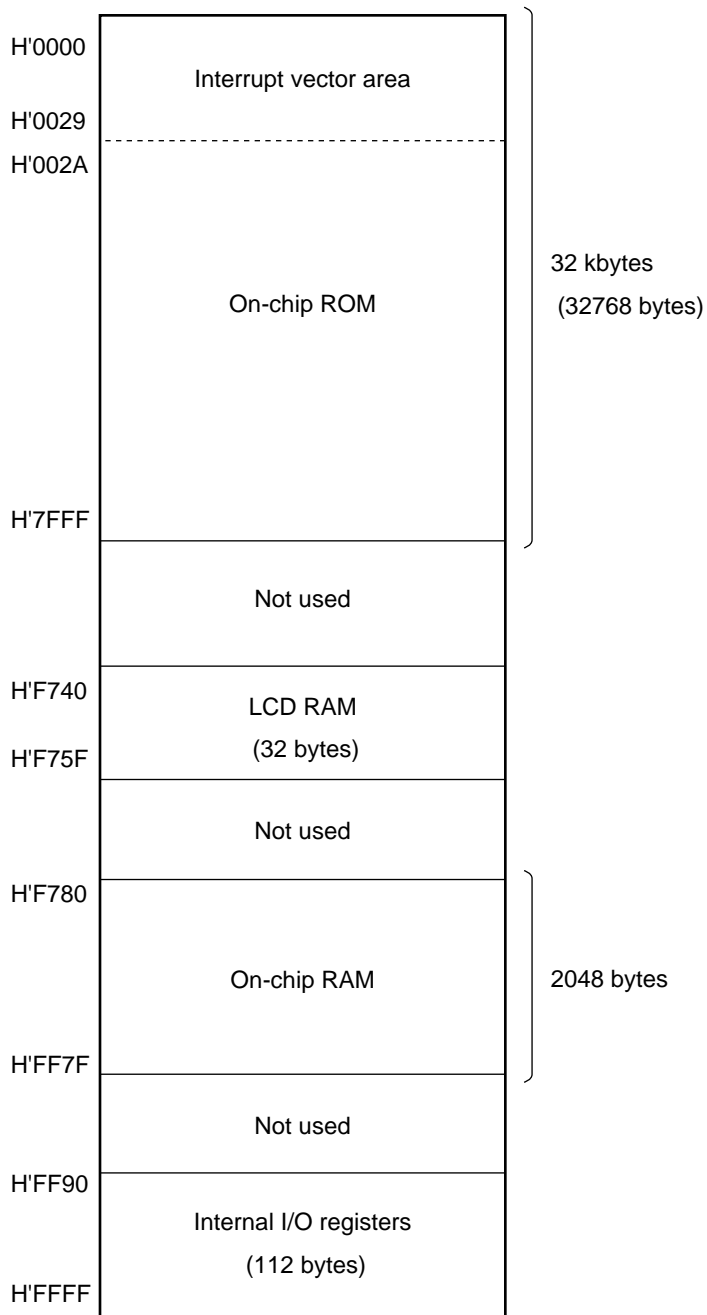 H'0000
Interrupt vector area
H'0029
H'002A
32 kbytes
(32768 bytes)
On-chip ROM
H'7FFF
Not used
H'F740
LCD RAM
(32 bytes)
H'F75F
Not used
H'F780
On-chip RAM
2048 bytes
H'FF7F
Not used
H'FF90
Internal I/O registers
(112 bytes)
H'FFFF